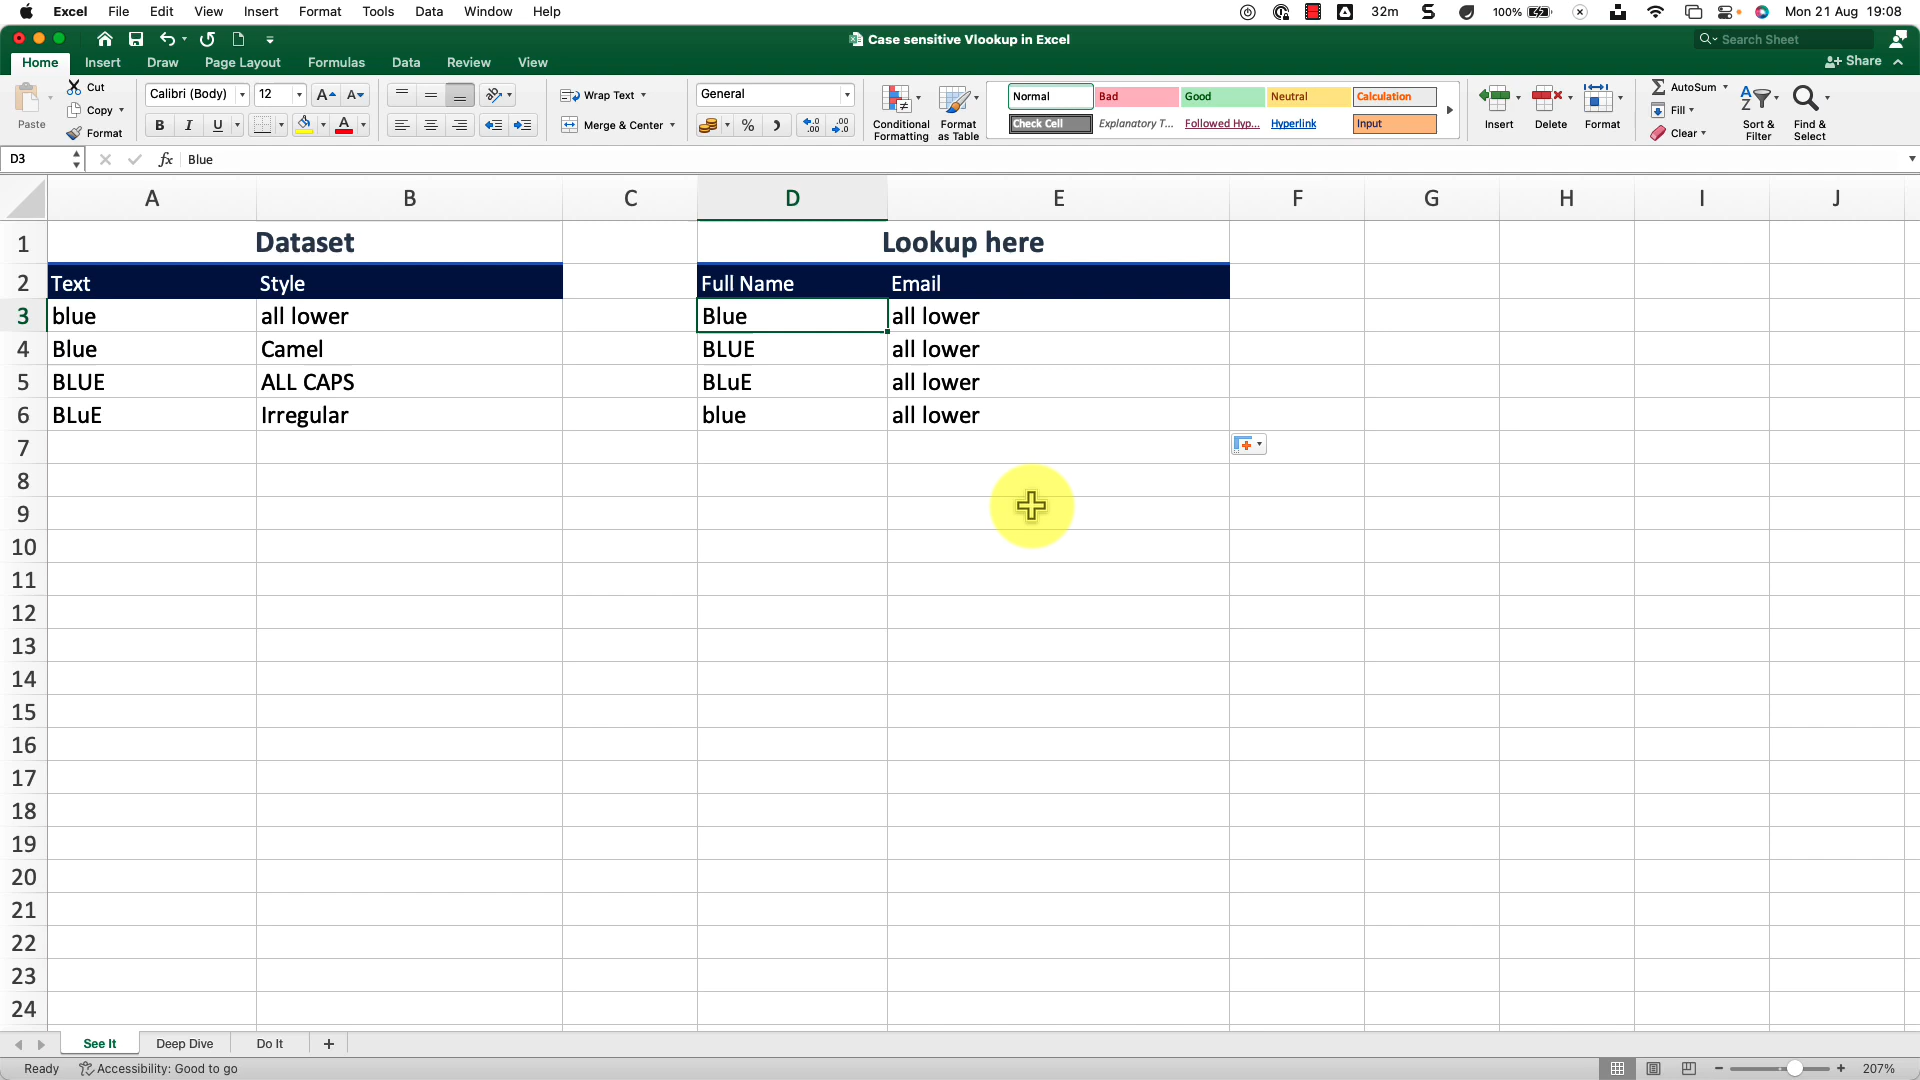 Excel File Edit View Insert Format Tools Data Window Help 32m 100% Mon 21 Aug 19:08
Case sensitive Vlookup in Excel Search Sheet
Home Insert Draw Page Layout Formulas Data Review View Share
Paste Cut Copy Format
Calibri (Body) 12 A A
B I U A
Wrap Text
Merge & Center
General
% .0 .00 .00 .0
Conditional Formatting
Format as Table
Normal Bad Good Neutral Calculation
Check Cell Explanatory T... Followed Hyp... Hyperlink Input
Insert Delete Format
AutoSum Fill Clear
Sort & Filter
Find & Select
D3 fx Blue
A B C D E F G H I J
1 Dataset Lookup here
2 Text Style Full Name Email
3 blue all lower Blue all lower
4 Blue Camel BLUE all lower
5 BLUE ALL CAPS BLuE all lower
6 BLuE Irregular blue all lower
7
8
9
10
11
12
13
14
15
16
17
18
19
20
21
22
23
24
See It Deep Dive Do It +
Ready Accessibility: Good to go 207%